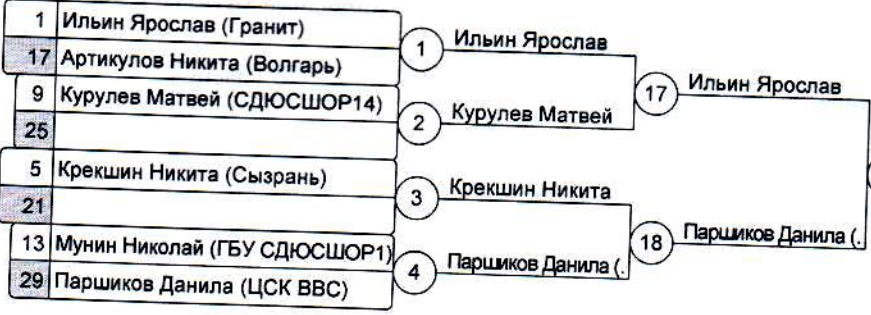 1 Ильин Ярослав (Гранит)
17 Артикулов Никита (Волгарь)
1 Ильин Ярослав
9 Курулев Матвей (СДЮСШОР14)
25
2 Курулев Матвей
17 Ильин Ярослав
5 Крекшин Никита (Сызрань)
21
3 Крекшин Никита
13 Мунин Николай (ГБУ СДЮСШОР1)
29 Паршиков Данила (ЦСК ВВС)
4 Паршиков Данила (.
18 Паршиков Данила (.